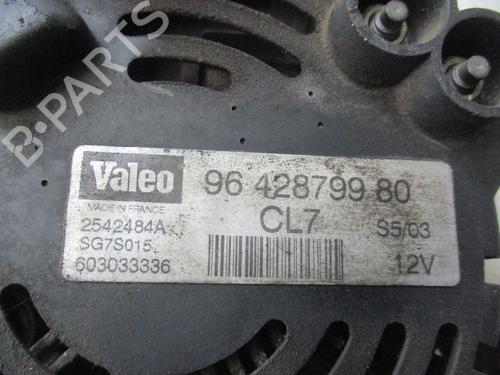 B-PARTS
Valeo
96 428799 80
MADE IN FRANCE
CL7
S5/03
2542484A
SG7S015
12V
603033336